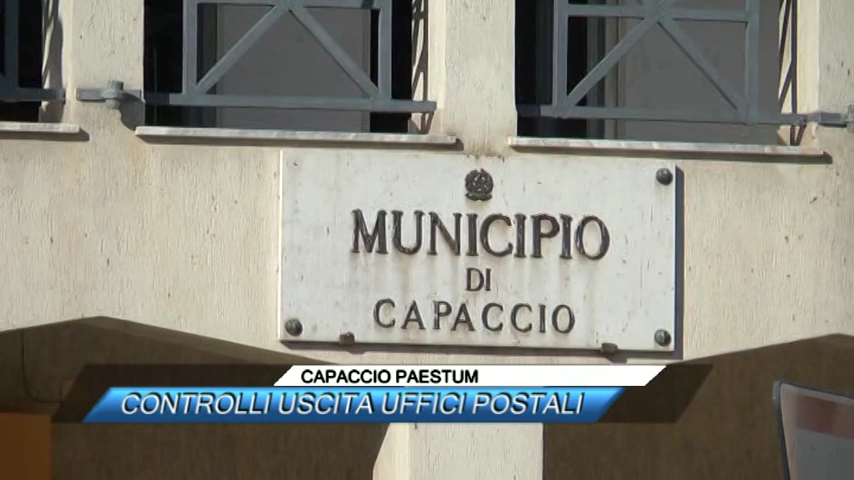 MUNICIPIO
DI
CAPACCIO
CAPACCIO PAESTUM
CONTROLLI USCITA UFFICI POSTALI